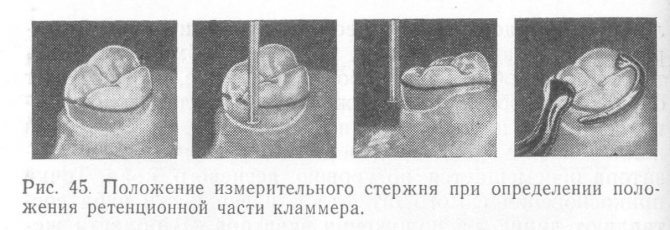 Рис. 45. Положение измерительного стержня при определении поло-
жения ретенционной части кламмера.